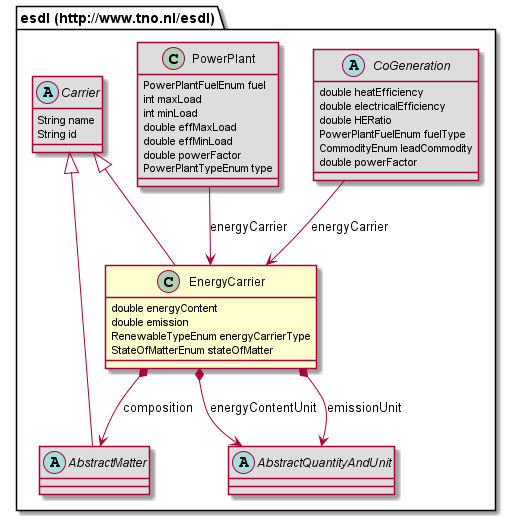 esdl (http://www.tno.nl/esdl)
C PowerPlant
PowerPlantFuelEnum fuel
int maxLoad
int minLoad
double effMaxLoad
double effMinLoad
double powerFactor
PowerPlantTypeEnum type
A CoGeneration
double heatEfficiency
double electricalEfficiency
double HERatio
PowerPlantFuelEnum fuelType
CommodityEnum leadCommodity
double powerFactor
A Carrier
String name
String id
energyCarrier
energyCarrier
C EnergyCarrier
double energyContent
double emission
RenewableTypeEnum energyCarrierType
StateOfMatterEnum stateOfMatter
composition
energyContentUnit
emissionUnit
A AbstractMatter
A AbstractQuantityAndUnit